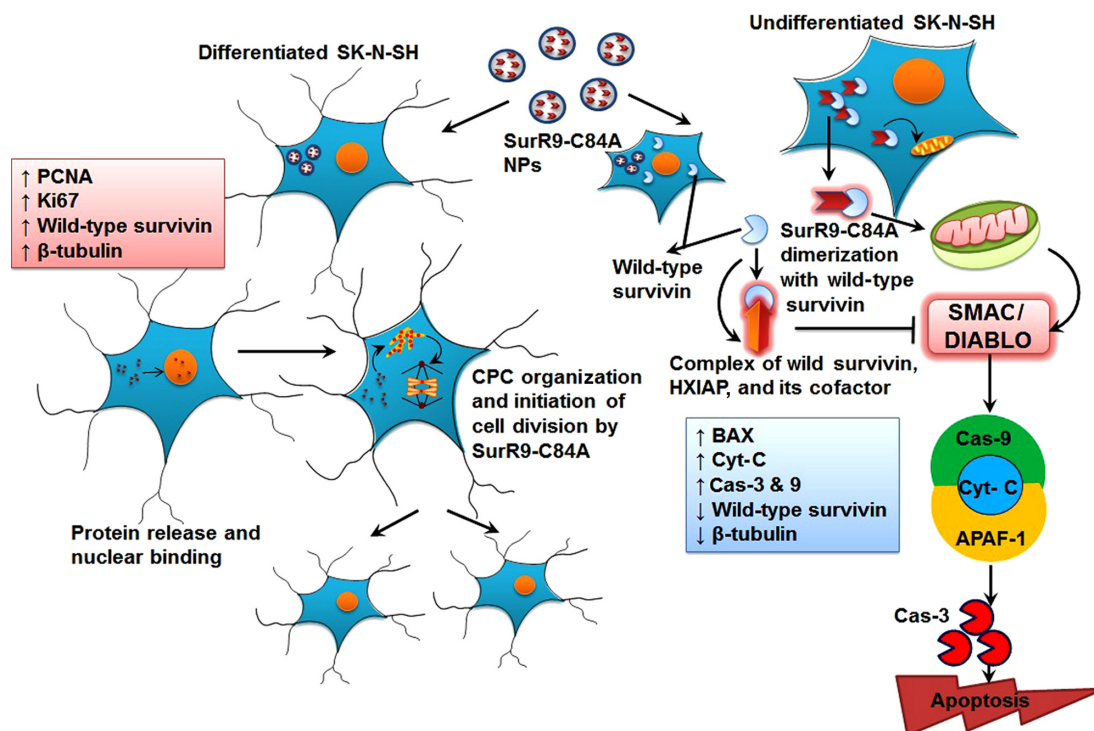 Differentiated SK-N-SH
Undifferentiated SK-N-SH
SurR9-C84A
NPs
↑ PCNA
↑ Ki67
↑ Wild-type survivin
↑ β-tubulin
Wild-type
survivin
SurR9-C84A
dimerization
with wild-type
survivin
SMAC/
DIABLO
Complex of wild survivin,
HXIAP, and its cofactor
CPC organization
and initiation of
cell division by
SurR9-C84A
↑ BAX
↑ Cyt-C
↑ Cas-3 & 9
↓ Wild-type survivin
↓ β-tubulin
Cas-9
Cyt- C
APAF-1
Protein release and
nuclear binding
Cas-3
Apoptosis